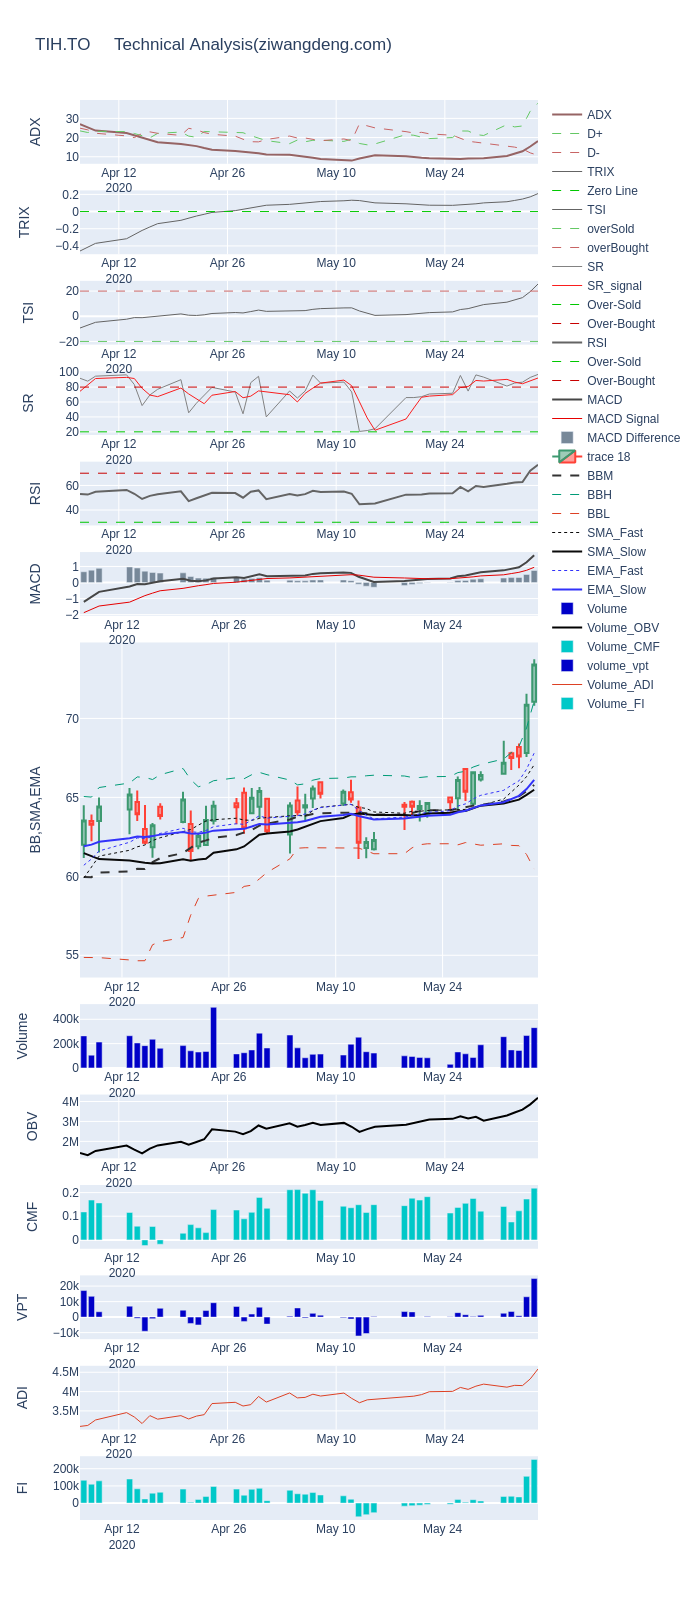 TIH.TO Technical Analysis(ziwangdeng.com)
ADX
30
20
10
Apr 12
2020
Apr 26
May 10
May 24
TRIX
0.2
0
−0.2
−0.4
Apr 12
2020
Apr 26
May 10
May 24
TSI
20
0
−20
Apr 12
2020
Apr 26
May 10
May 24
SR
100
80
60
40
20
Apr 12
2020
Apr 26
May 10
May 24
RSI
60
40
Apr 12
2020
Apr 26
May 10
May 24
MACD
1
0
−1
−2
Apr 12
2020
Apr 26
May 10
May 24
BB,SMA,EMA
70
65
60
55
Apr 12
2020
Apr 26
May 10
May 24
Volume
400k
200k
0
Apr 12
2020
Apr 26
May 10
May 24
OBV
4M
3M
2M
Apr 12
2020
Apr 26
May 10
May 24
CMF
0.2
0.1
0
Apr 12
2020
Apr 26
May 10
May 24
VPT
20k
10k
0
−10k
Apr 12
2020
Apr 26
May 10
May 24
ADI
4.5M
4M
3.5M
Apr 12
2020
Apr 26
May 10
May 24
FI
200k
100k
0
Apr 12
2020
Apr 26
May 10
May 24
ADX
D+
D-
TRIX
Zero Line
TSI
overSold
overBought
SR
SR_signal
Over-Sold
Over-Bought
RSI
Over-Sold
Over-Bought
MACD
MACD Signal
MACD Difference
trace 18
BBM
BBH
BBL
SMA_Fast
SMA_Slow
EMA_Fast
EMA_Slow
Volume
Volume_OBV
Volume_CMF
volume_vpt
Volume_ADI
Volume_FI